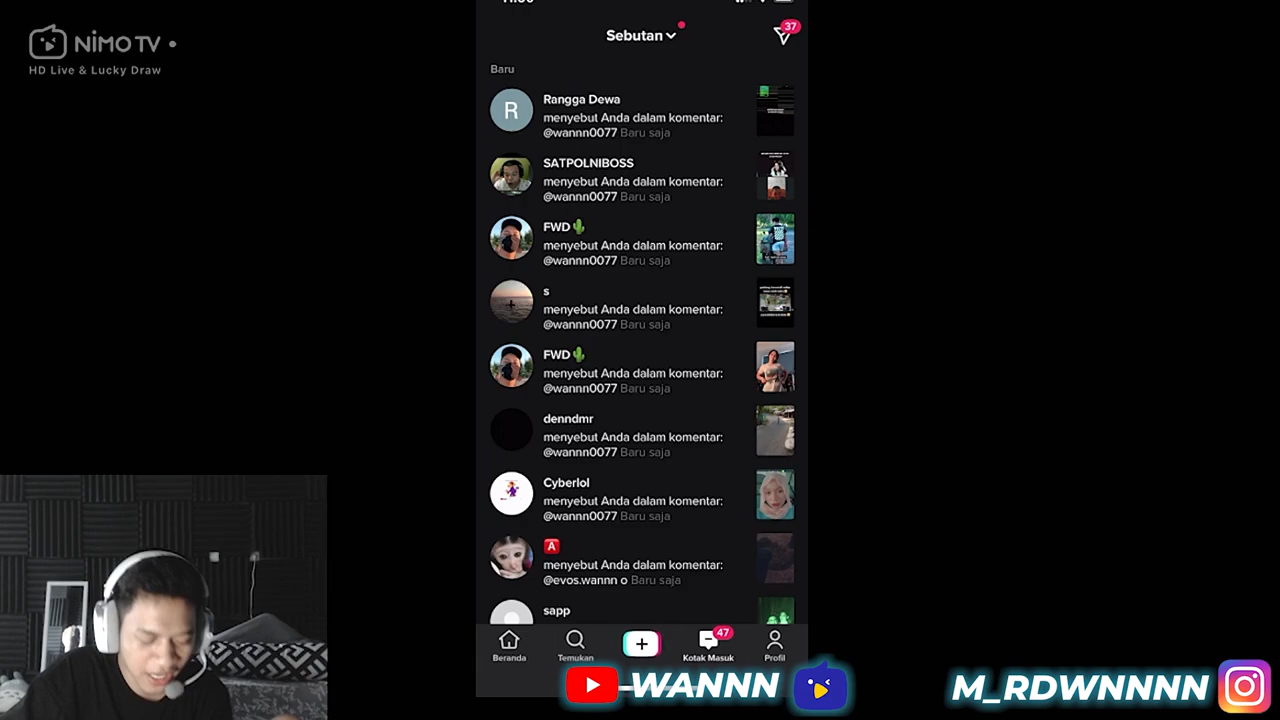 NIMO TV
HD Live & Lucky Draw
Sebutan
37
Baru
Rangga Dewa
menyebut Anda dalam komentar:
@wannn0077 Baru saja
SATPOLNIBOSS
menyebut Anda dalam komentar:
@wannn0077 Baru saja
FWD🌵
menyebut Anda dalam komentar:
@wannn0077 Baru saja
s
menyebut Anda dalam komentar:
@wannn0077 Baru saja
FWD🌵
menyebut Anda dalam komentar:
@wannn0077 Baru saja
denndmr
menyebut Anda dalam komentar:
@wannn0077 Baru saja
Cyberlol
menyebut Anda dalam komentar:
@wannn0077 Baru saja
🅰
menyebut Anda dalam komentar:
@evos.wannn o Baru saja
sapp
R
Beranda
Temukan
47
Kotak Masuk
Profil
WANNN
M_RDWNNNN